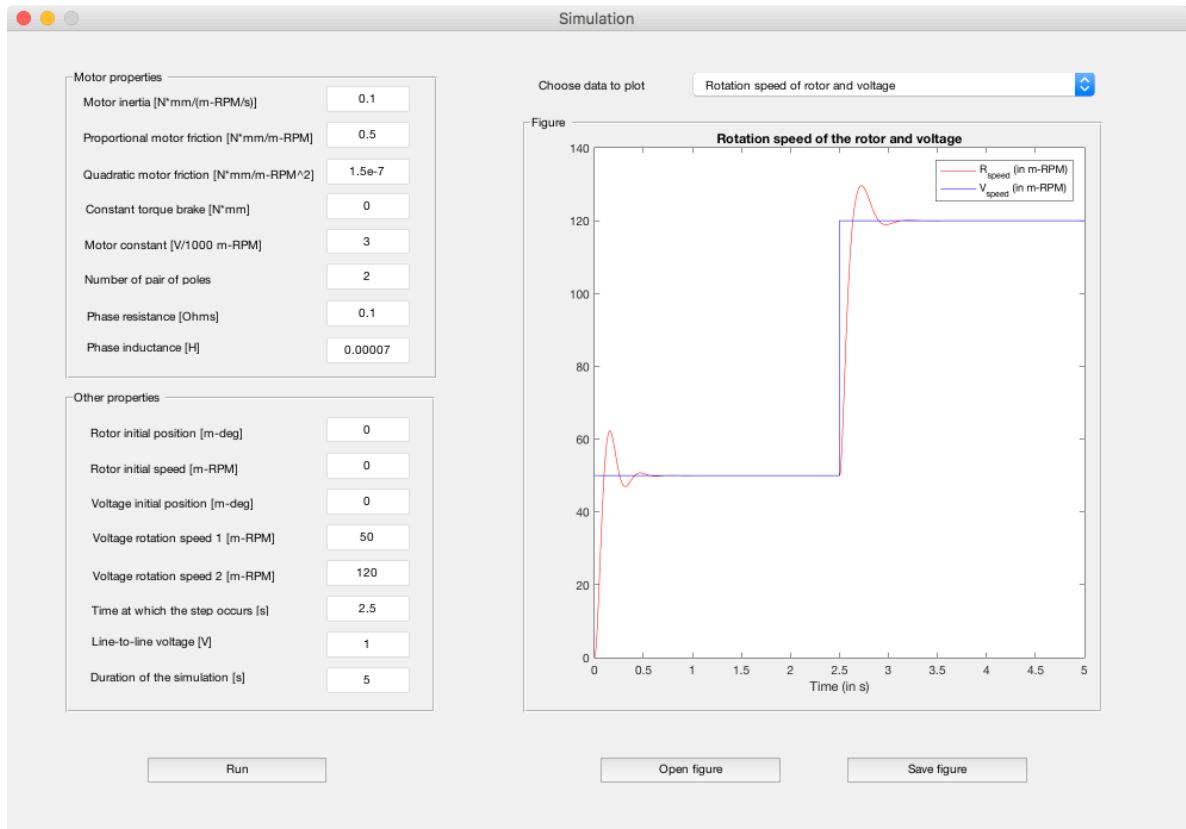 Simulation
Motor properties
Motor inertia [N*mm/(m-RPM/s)] 0.1
Proportional motor friction [N*mm/m-RPM] 0.5
Quadratic motor friction [N*mm/m-RPM^2] 1.5e-7
Constant torque brake [N*mm] 0
Motor constant [V/1000 m-RPM] 3
Number of pair of poles 2
Phase resistance [Ohms] 0.1
Phase inductance [H] 0.00007
Other properties
Rotor initial position [m-deg] 0
Rotor initial speed [m-RPM] 0
Voltage initial position [m-deg] 0
Voltage rotation speed 1 [m-RPM] 50
Voltage rotation speed 2 [m-RPM] 120
Time at which the step occurs [s] 2.5
Line-to-line voltage [V] 1
Duration of the simulation [s] 5
Run
Choose data to plot Rotation speed of rotor and voltage
Figure
Rotation speed of the rotor and voltage
R_speed (in m-RPM)
V_speed (in m-RPM)
140
120
100
80
60
40
20
0
0 0.5 1 1.5 2 2.5 3 3.5 4 4.5 5
Time (in s)
Open figure Save figure